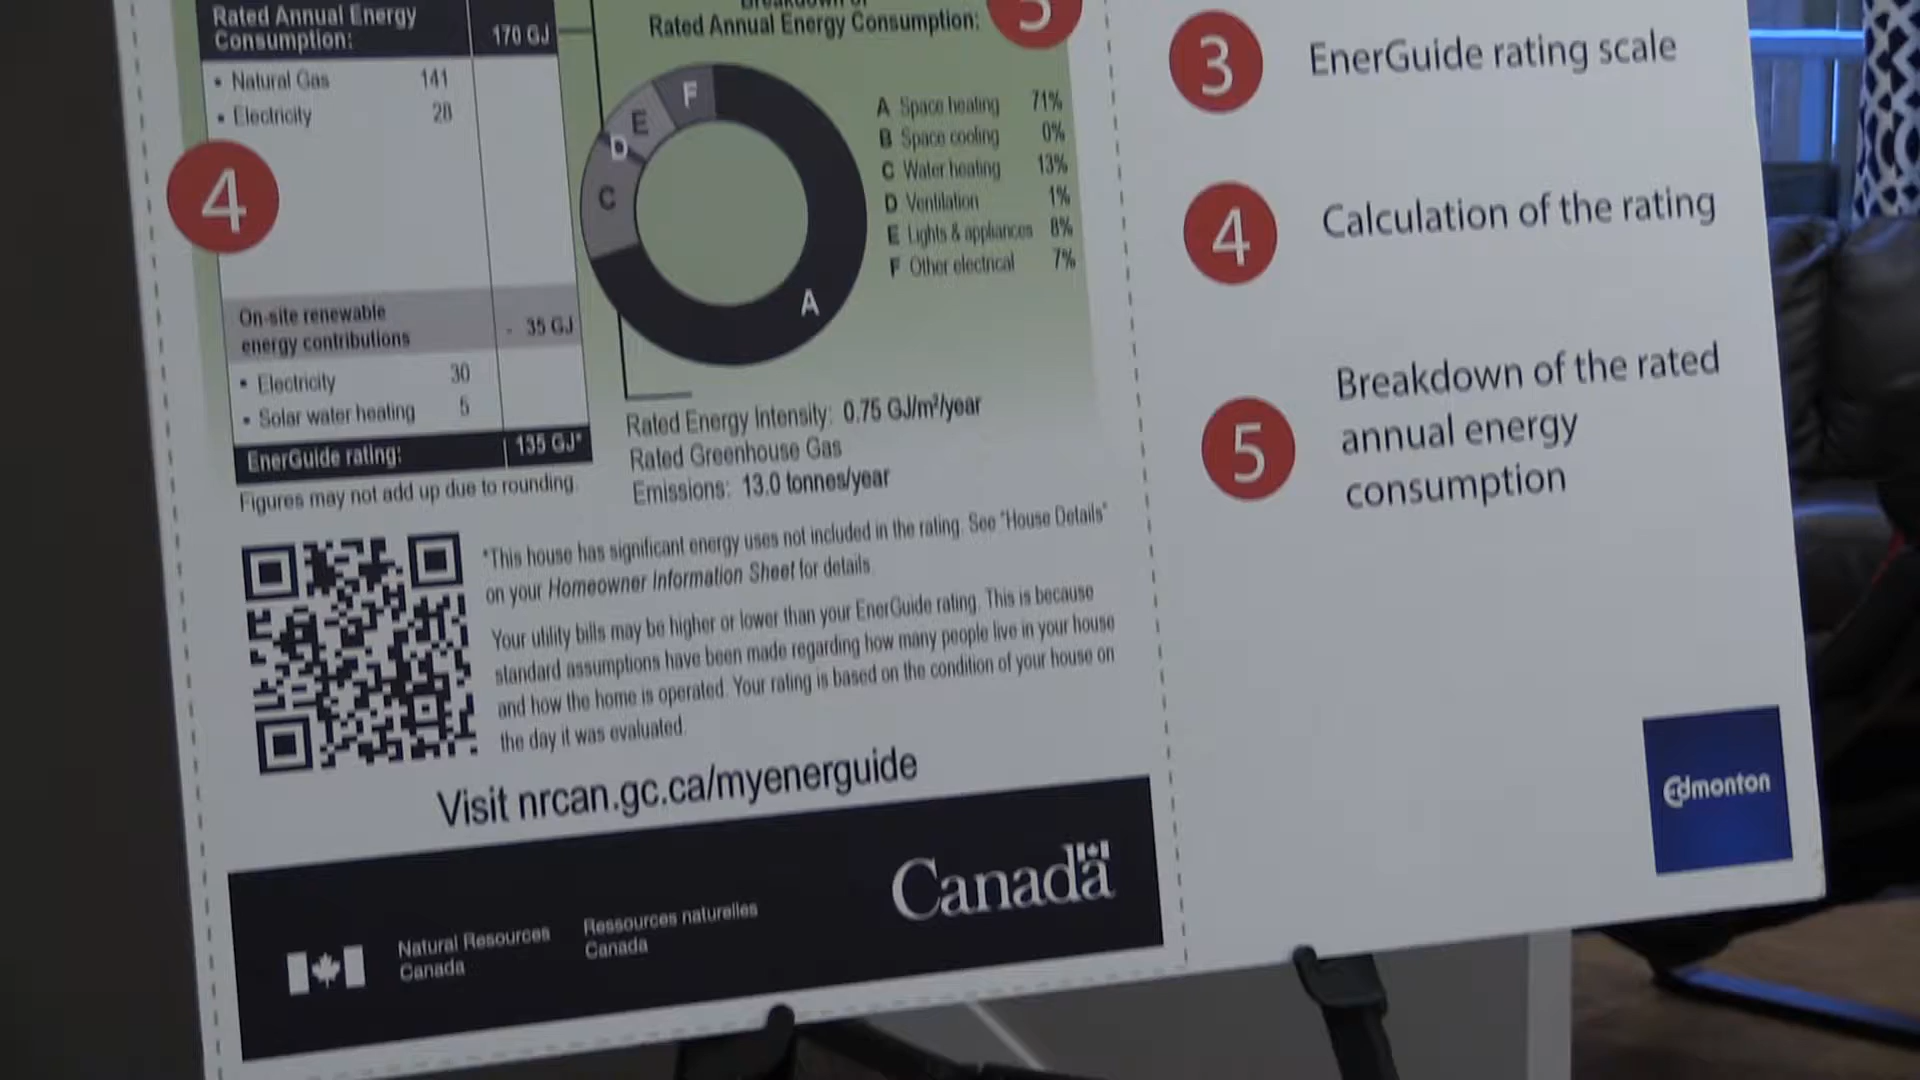 Rated Annual Energy
Consumption: 170 GJ
• Natural Gas 141
• Electricity 28
4
On-site renewable
energy contributions - 35 GJ
• Electricity 30
• Solar water heating 5
EnerGuide rating: 135 GJ*
Figures may not add up due to rounding.
Breakdown of
Rated Annual Energy Consumption:
5
F
E
D
C
A
A Space heating 71%
B Space cooling 0%
C Water heating 13%
D Ventilation 1%
E Lights & appliances 8%
F Other electrical 7%
Rated Energy Intensity: 0.75 GJ/m²/year
Rated Greenhouse Gas
Emissions: 13.0 tonnes/year
*This house has significant energy uses not included in the rating. See "House Details"
on your Homeowner Information Sheet for details.
Your utility bills may be higher or lower than your EnerGuide rating. This is because
standard assumptions have been made regarding how many people live in your house
and how the home is operated. Your rating is based on the condition of your house on
the day it was evaluated.
Visit nrcan.gc.ca/myenerguide
Natural Resources
Canada
Ressources naturelles
Canada
Canada
3 EnerGuide rating scale
4 Calculation of the rating
5 Breakdown of the rated
annual energy
consumption
Edmonton